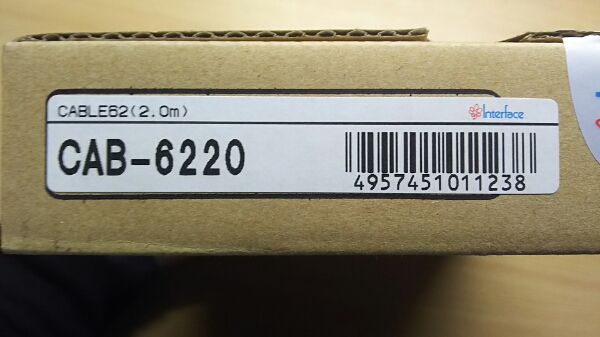 CABLE62(2.0m)
Interface
CAB-6220
4957451011238